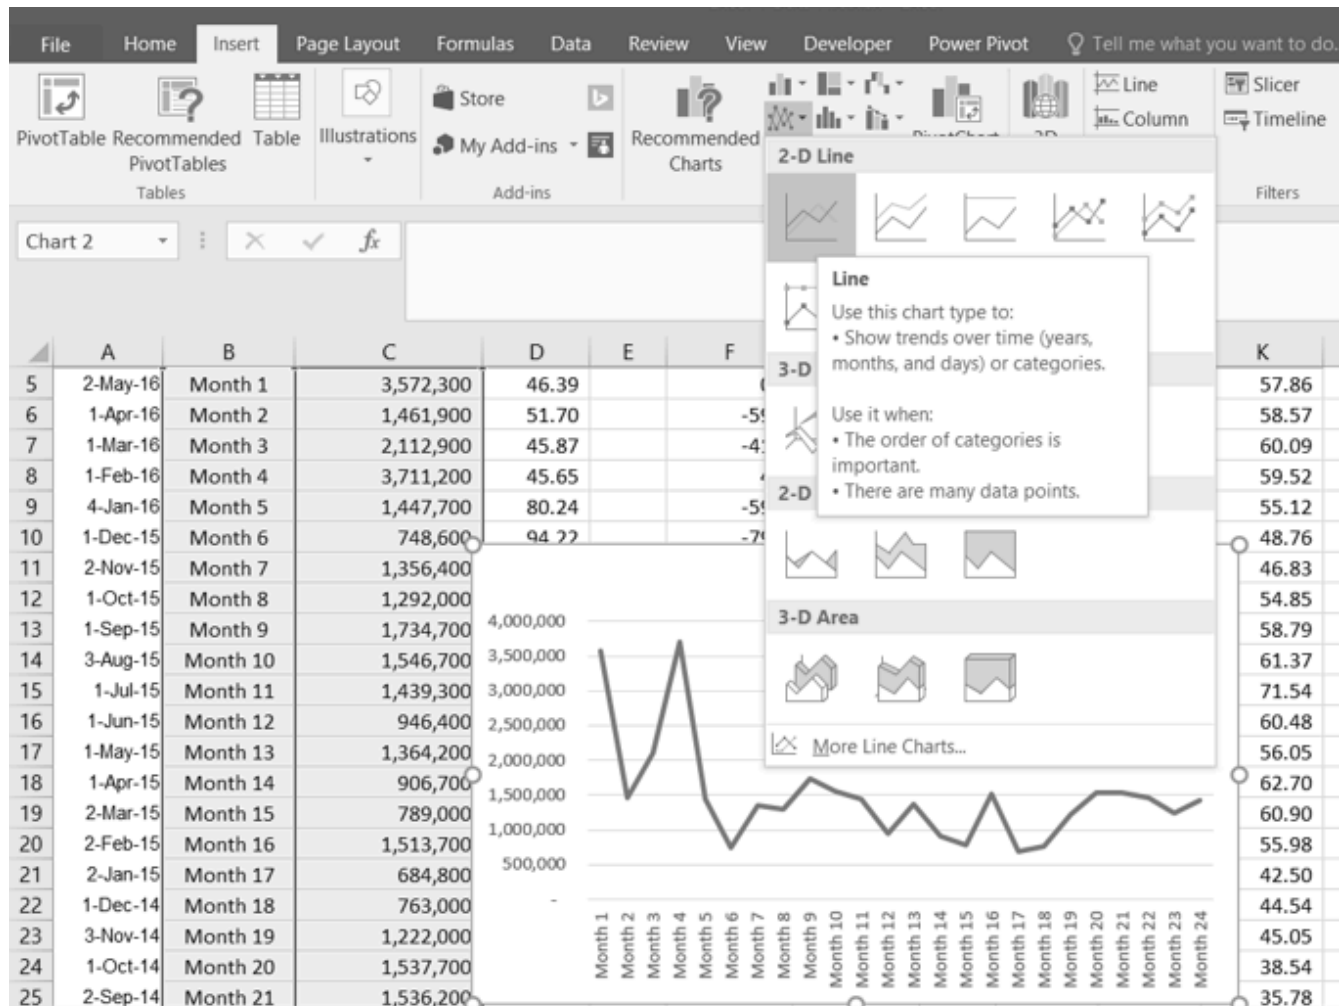 File Home Insert Page Layout Formulas Data Review View Developer Power Pivot Tell me what you want to do.
PivotTable Recommended PivotTables Table
Tables
Illustrations
Store
My Add-ins
Add-ins
Recommended Charts
Line
Column
Slicer
Timeline
Filters
Chart 2 fx
2-D Line
Line
Use this chart type to:
• Show trends over time (years,
months, and days) or categories.
Use it when:
• The order of categories is
important.
• There are many data points.
3-D
2-D
3-D Area
More Line Charts...
A B C D E F K
5 2-May-16 Month 1 3,572,300 46.39 57.86
6 1-Apr-16 Month 2 1,461,900 51.70 58.57
7 1-Mar-16 Month 3 2,112,900 45.87 60.09
8 1-Feb-16 Month 4 3,711,200 45.65 59.52
9 4-Jan-16 Month 5 1,447,700 80.24 55.12
10 1-Dec-15 Month 6 748,600 94.22 48.76
11 2-Nov-15 Month 7 1,356,400 46.83
12 1-Oct-15 Month 8 1,292,000 54.85
13 1-Sep-15 Month 9 1,734,700 58.79
14 3-Aug-15 Month 10 1,546,700 61.37
15 1-Jul-15 Month 11 1,439,300 71.54
16 1-Jun-15 Month 12 946,400 60.48
17 1-May-15 Month 13 1,364,200 56.05
18 1-Apr-15 Month 14 906,700 62.70
19 2-Mar-15 Month 15 789,000 60.90
20 2-Feb-15 Month 16 1,513,700 55.98
21 2-Jan-15 Month 17 684,800 42.50
22 1-Dec-14 Month 18 763,000 44.54
23 3-Nov-14 Month 19 1,222,000 45.05
24 1-Oct-14 Month 20 1,537,700 38.54
25 2-Sep-14 Month 21 1,536,200 35.78
4,000,000
3,500,000
3,000,000
2,500,000
2,000,000
1,500,000
1,000,000
500,000
-
Month 1
Month 2
Month 3
Month 4
Month 5
Month 6
Month 7
Month 8
Month 9
Month 10
Month 11
Month 12
Month 13
Month 14
Month 15
Month 16
Month 17
Month 18
Month 19
Month 20
Month 21
Month 22
Month 23
Month 24